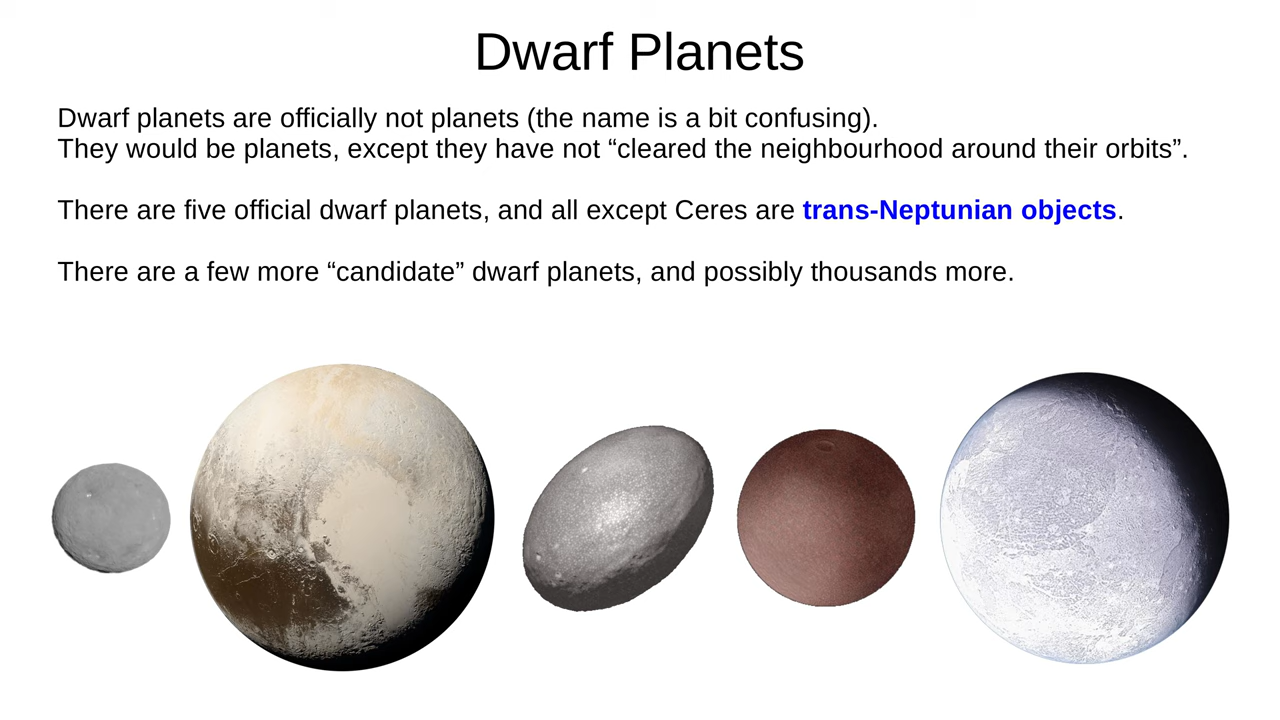 Dwarf Planets
Dwarf planets are officially not planets (the name is a bit confusing).
They would be planets, except they have not “cleared the neighbourhood around their orbits”.
There are five official dwarf planets, and all except Ceres are trans-Neptunian objects.
There are a few more “candidate” dwarf planets, and possibly thousands more.